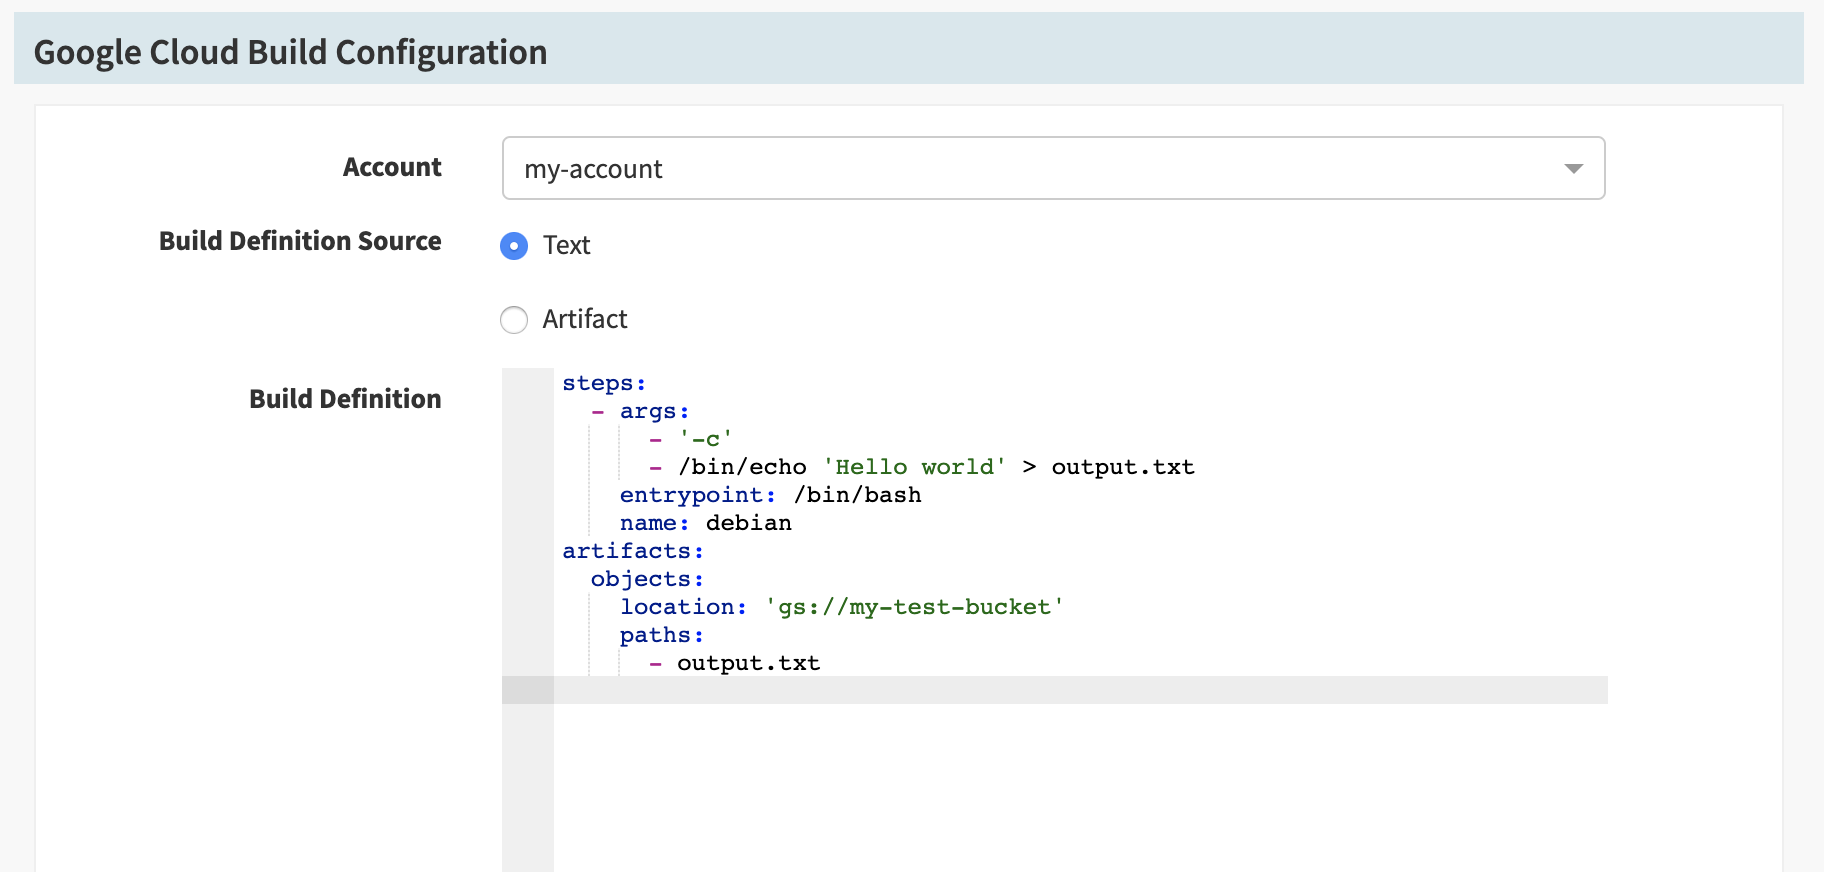 Google Cloud Build Configuration
Account
my-account
Build Definition Source
Text
Artifact
Build Definition
steps:
  - args:
      - '-c'
      - /bin/echo 'Hello world' > output.txt
    entrypoint: /bin/bash
    name: debian
artifacts:
  objects:
    location: 'gs://my-test-bucket'
    paths:
      - output.txt